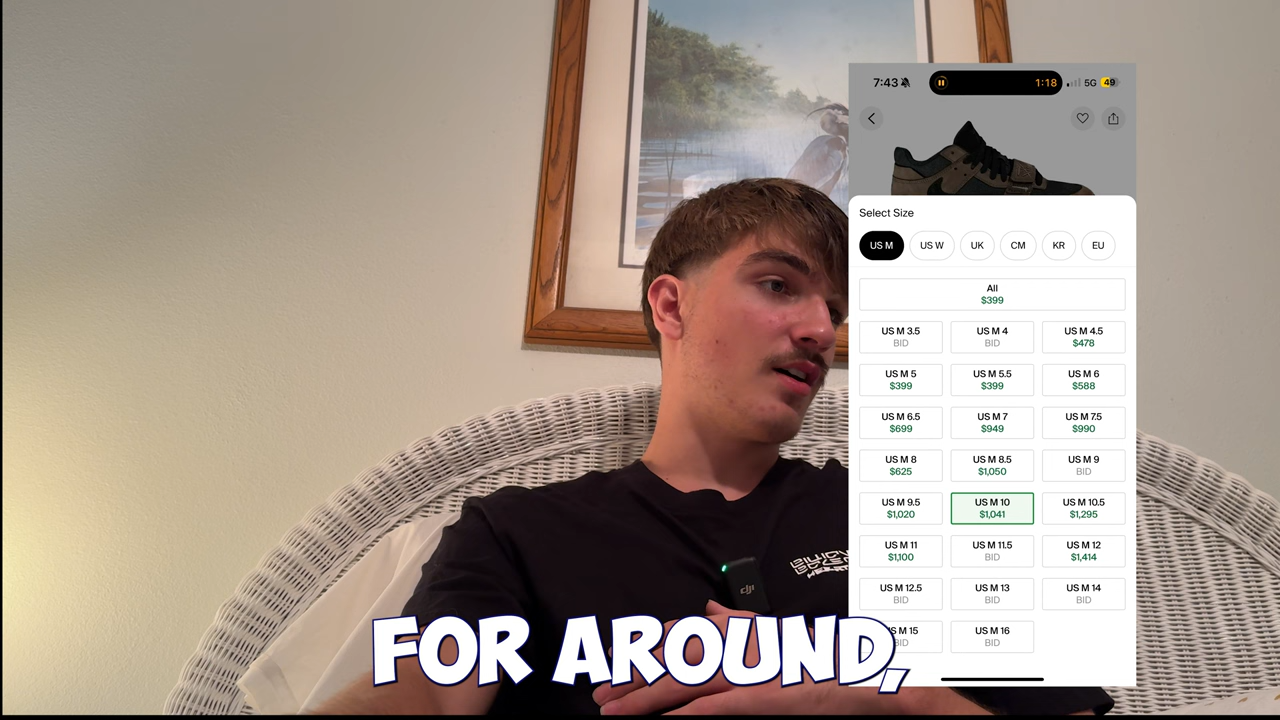 7:43
1:18
5G
49
Select Size
US M
US W
UK
CM
KR
EU
All
$399
US M 3.5
BID
US M 4
BID
US M 4.5
$478
US M 5
$399
US M 5.5
$399
US M 6
$588
US M 6.5
$699
US M 7
$949
US M 7.5
$990
US M 8
$625
US M 8.5
$1,050
US M 9
BID
US M 9.5
$1,020
US M 10
$1,041
US M 10.5
$1,295
US M 11
$1,100
US M 11.5
BID
US M 12
$1,414
US M 12.5
BID
US M 13
BID
US M 14
BID
15
BID
US M 16
BID
dji
FOR AROUND,